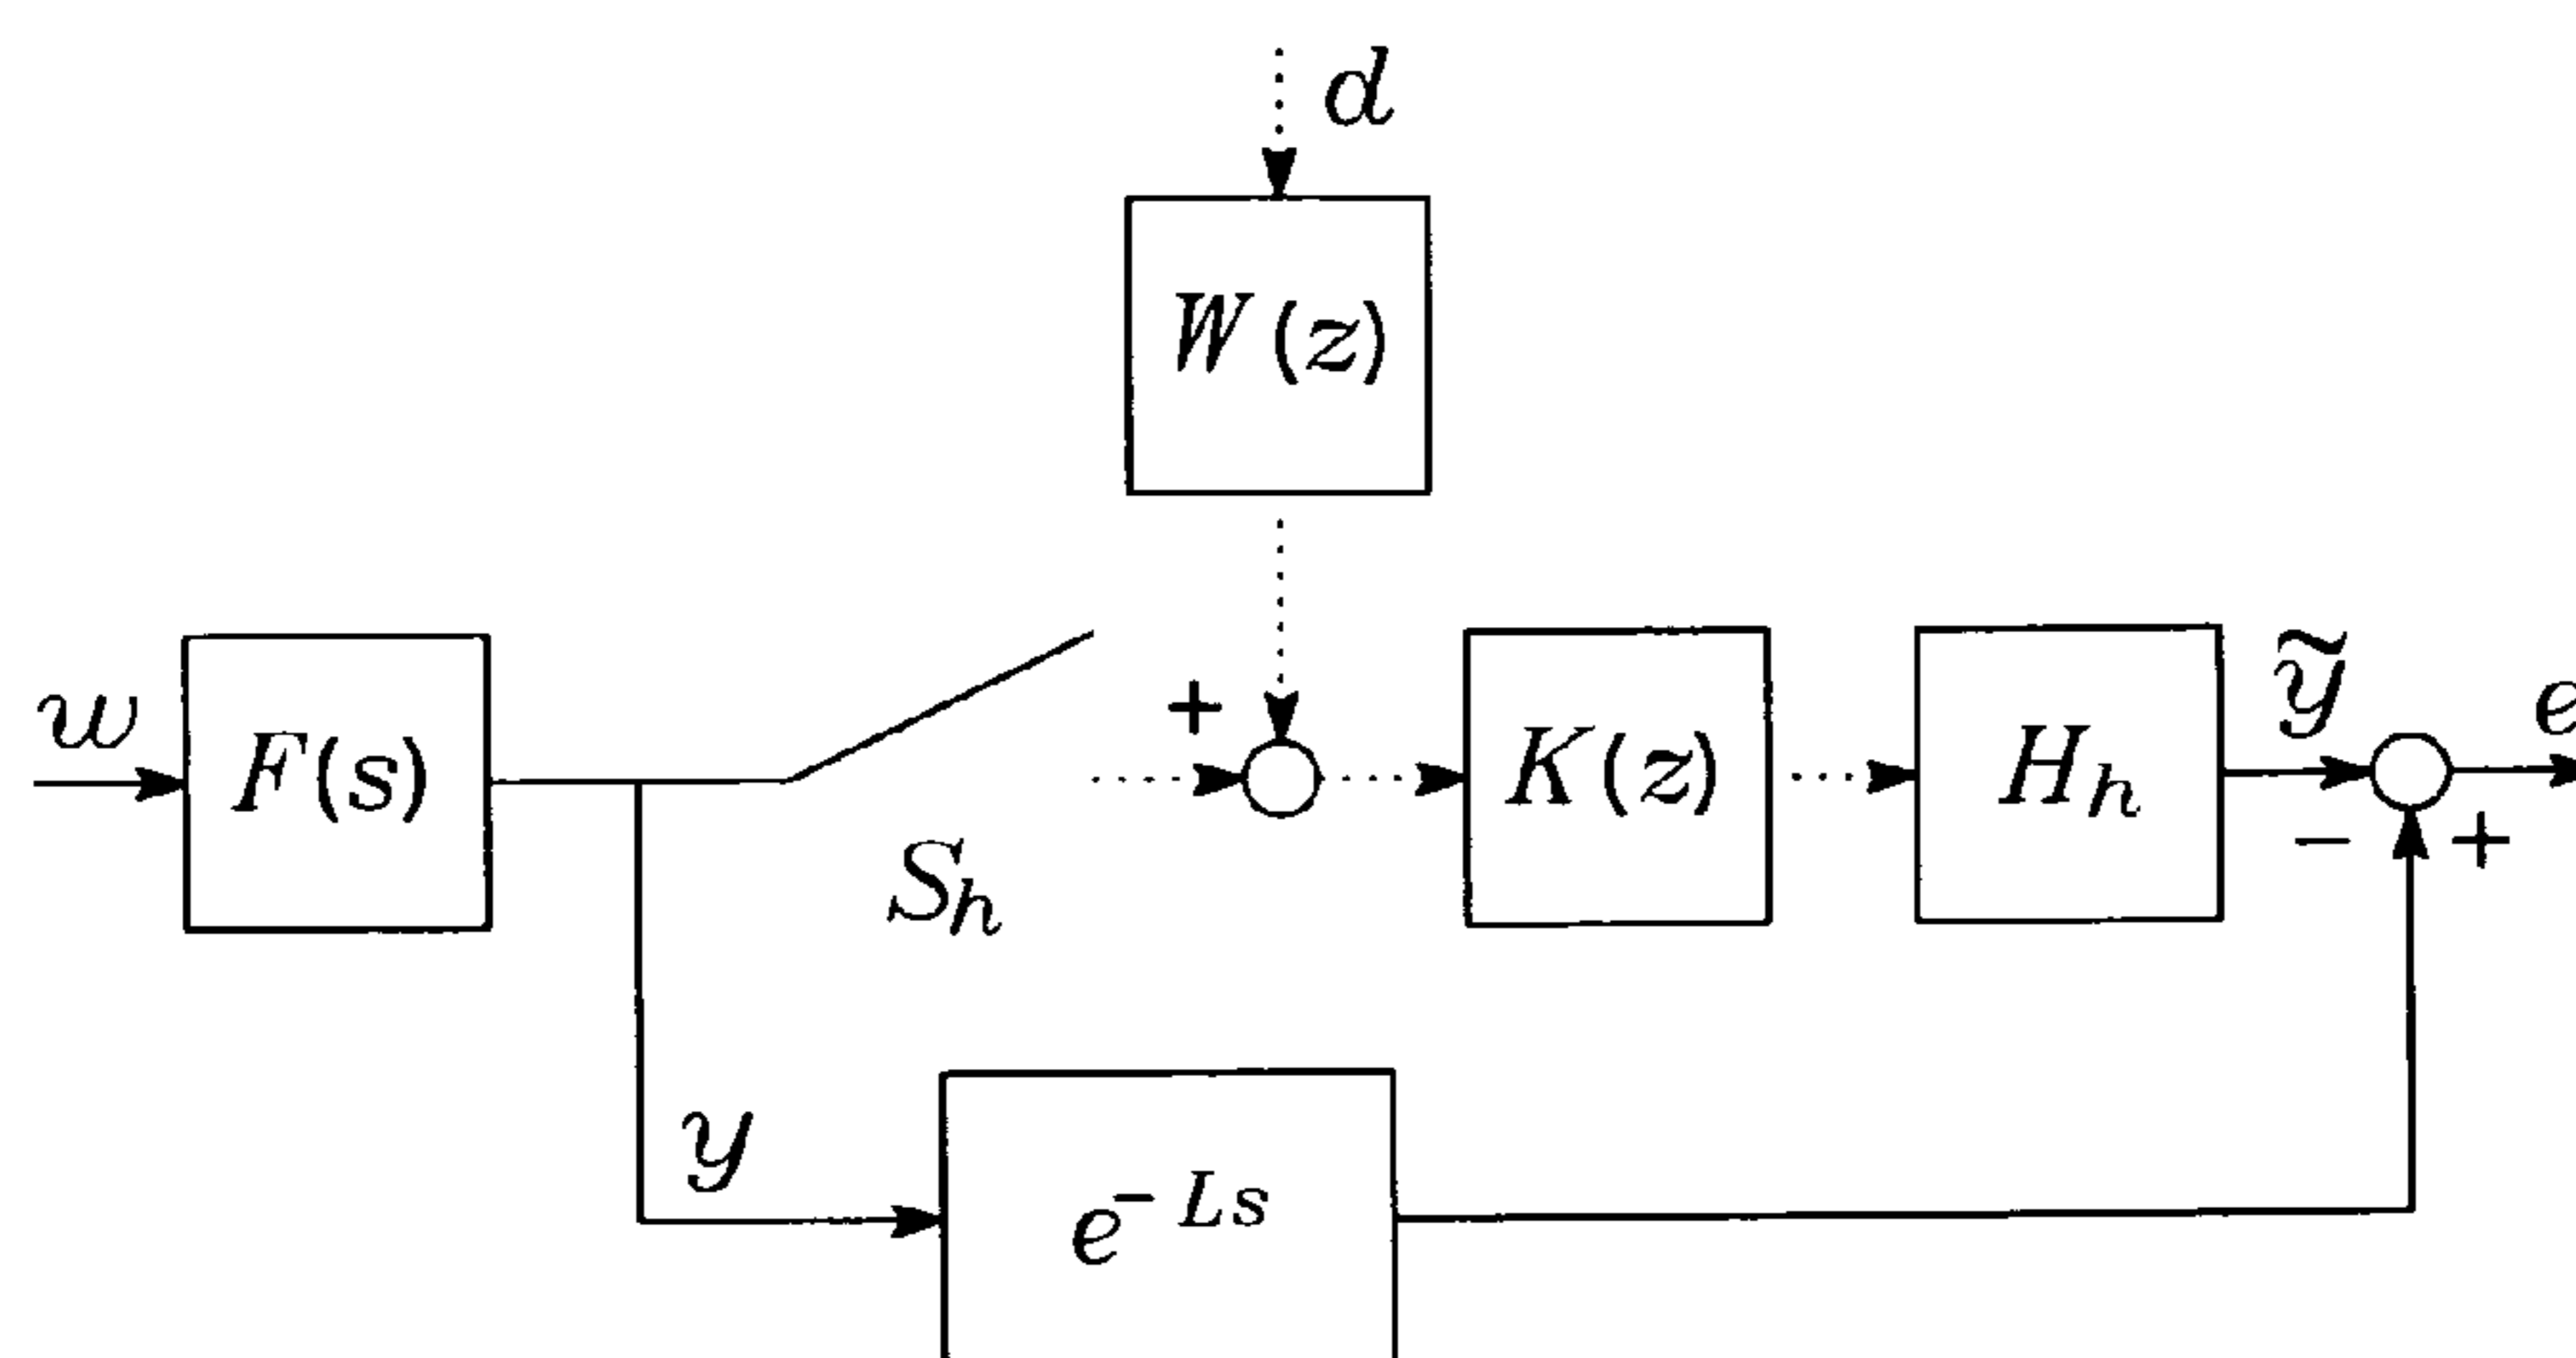 d
W(z)
w
F(s)
S_h
+
K(z)
H_h
ỹ
e
−
+
y
e^{-Ls}